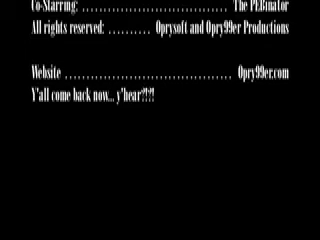 Co-Starring: . . . . . . . . . . . . . . . . . . . . . . . . . . . . . . . The PEBinator
All rights reserved: . . . . . . . . . . Oprysoft and Opry99er Productions
Website . . . . . . . . . . . . . . . . . . . . . . . . . . . . . . . . . . . . . . Opry99er.com
Y'all come back now... y'hear?!?!